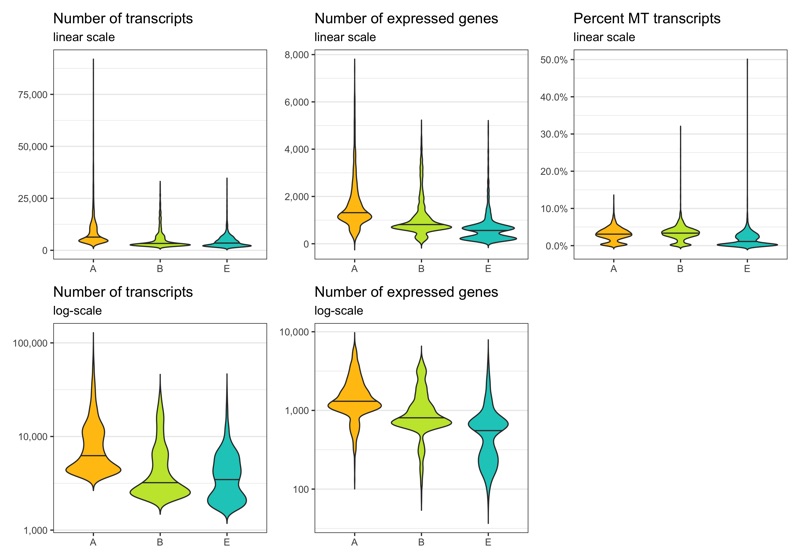 Number of transcripts
linear scale
75,000
50,000
25,000
0
A B E
Number of expressed genes
linear scale
8,000
6,000
4,000
2,000
0
A B E
Percent MT transcripts
linear scale
50.0%
40.0%
30.0%
20.0%
10.0%
0.0%
A B E
Number of transcripts
log-scale
100,000
10,000
1,000
A B E
Number of expressed genes
log-scale
10,000
1,000
100
A B E